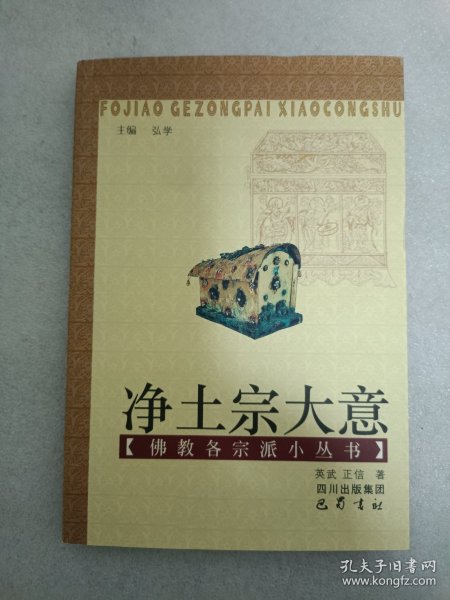 FOJIAO GEZONGPAI XIAOCONGSHU
主编 弘学
净土宗大意
【佛教各宗派小丛书】
英武 正信 著
四川出版集团
巴蜀书社
孔夫子旧书网
www.kongfz.com